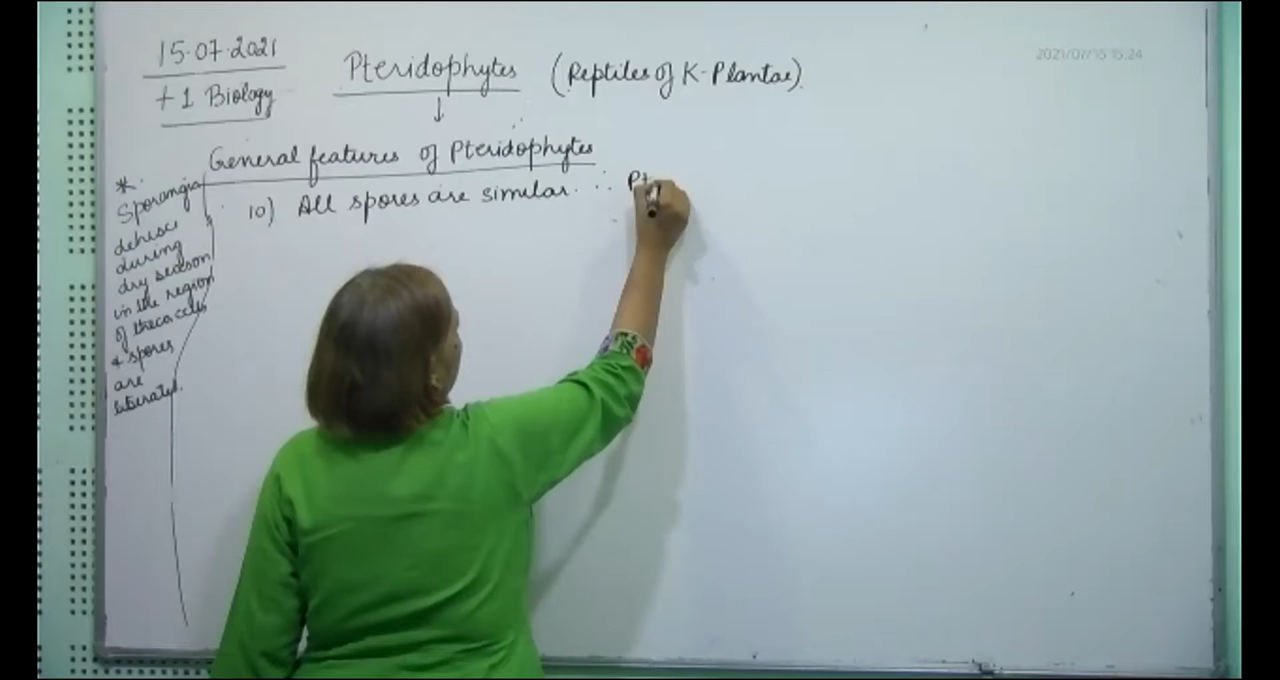 15.07.2021
+1 Biology
Pteridophytes (Reptiles of K-Plantae)
↓
General features of Pteridophytes
10) All spores are similar. ∴ Pt
*
Sporangia
dehisce
during
dry season
in the region
of theca cells
& spores
are
liberated.
2021/07/15 15:24